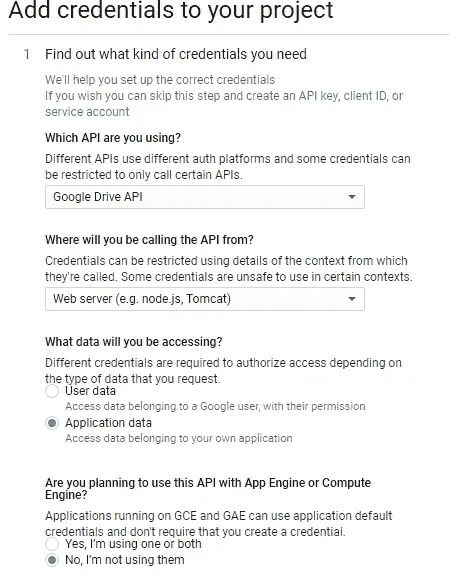 Add credentials to your project
1 Find out what kind of credentials you need
We'll help you set up the correct credentials
If you wish you can skip this step and create an API key, client ID, or
service account
Which API are you using?
Different APIs use different auth platforms and some credentials can
be restricted to only call certain APIs.
Google Drive API
Where will you be calling the API from?
Credentials can be restricted using details of the context from which
they're called. Some credentials are unsafe to use in certain contexts.
Web server (e.g. node.js, Tomcat)
What data will you be accessing?
Different credentials are required to authorize access depending on
the type of data that you request.
User data
Access data belonging to a Google user, with their permission
Application data
Access data belonging to your own application
Are you planning to use this API with App Engine or Compute
Engine?
Applications running on GCE and GAE can use application default
credentials and don't require that you create a credential.
Yes, I'm using one or both
No, I'm not using them